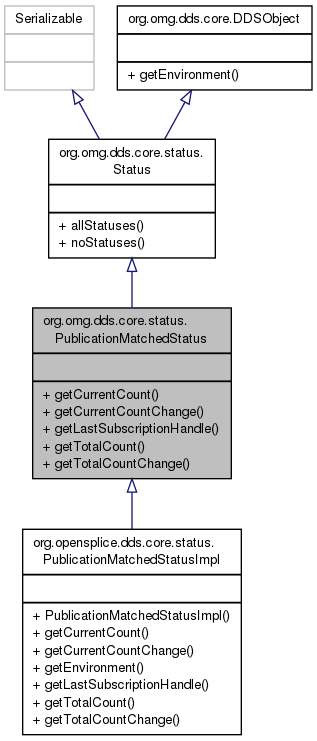 Serializable
org.omg.dds.core.DDSObject
+ getEnvironment()
org.omg.dds.core.status.
Status
+ allStatuses()
+ noStatuses()
org.omg.dds.core.status.
PublicationMatchedStatus
+ getCurrentCount()
+ getCurrentCountChange()
+ getLastSubscriptionHandle()
+ getTotalCount()
+ getTotalCountChange()
org.opensplice.dds.core.status.
PublicationMatchedStatusImpl
+ PublicationMatchedStatusImpl()
+ getCurrentCount()
+ getCurrentCountChange()
+ getEnvironment()
+ getLastSubscriptionHandle()
+ getTotalCount()
+ getTotalCountChange()